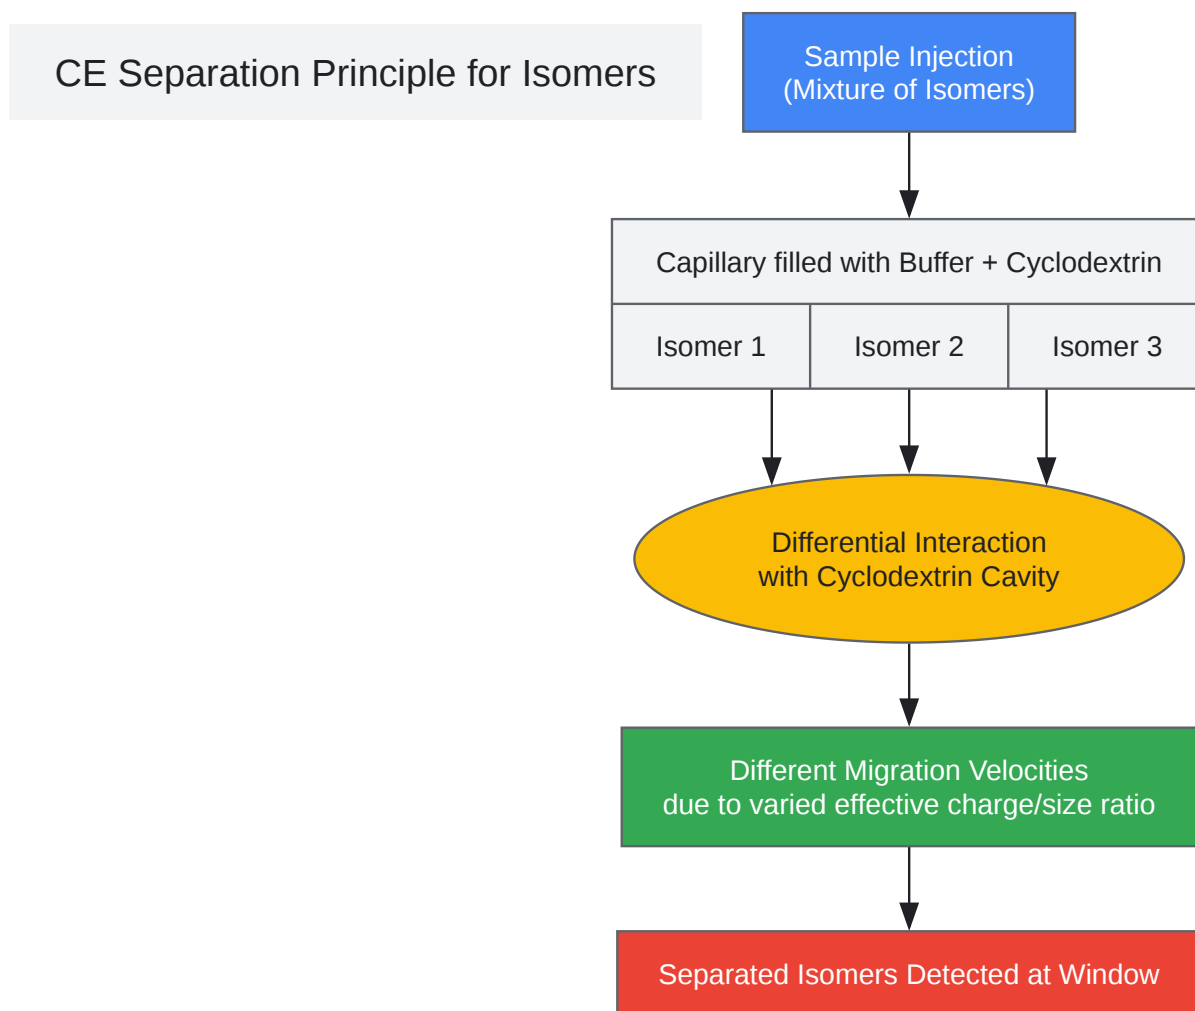 CE Separation Principle for Isomers
Sample Injection
(Mixture of Isomers)
Capillary filled with Buffer + Cyclodextrin
Isomer 1
Isomer 2
Isomer 3
Differential Interaction
with Cyclodextrin Cavity
Different Migration Velocities
due to varied effective charge/size ratio
Separated Isomers Detected at Window